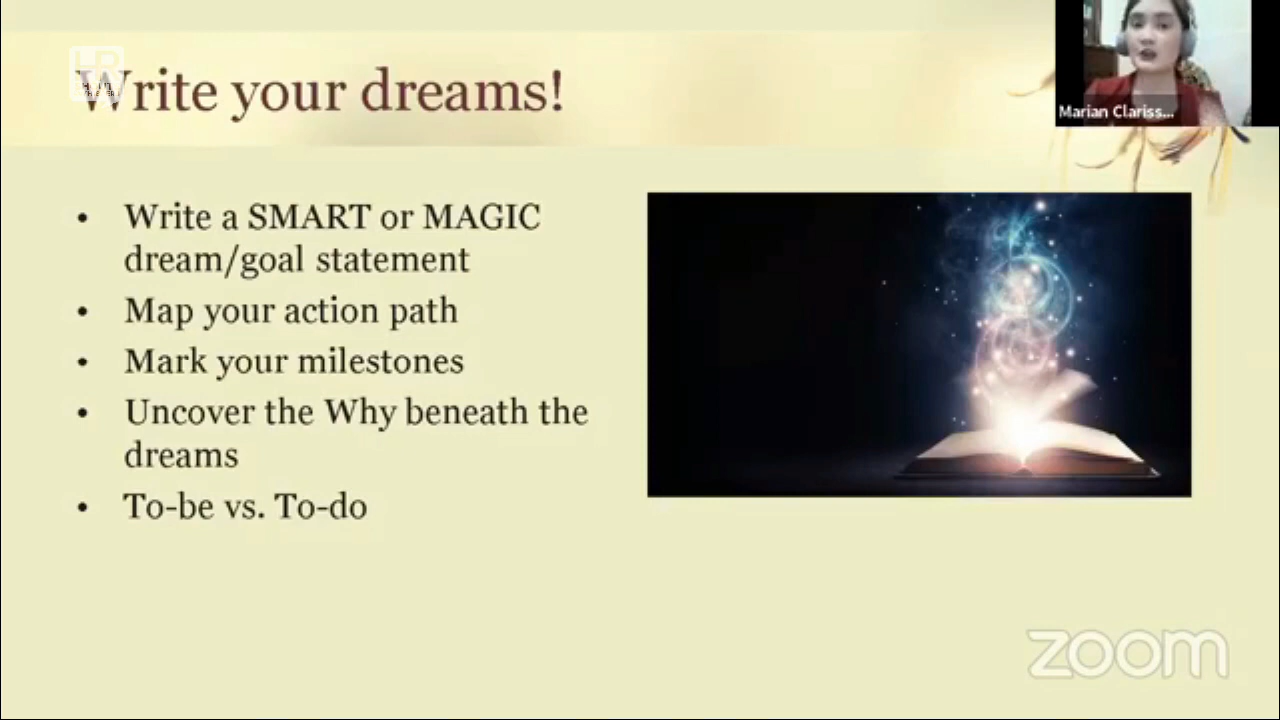 Write your dreams!
Marian Clariss...
• Write a SMART or MAGIC
dream/goal statement
• Map your action path
• Mark your milestones
• Uncover the Why beneath the
dreams
• To-be vs. To-do
zoom